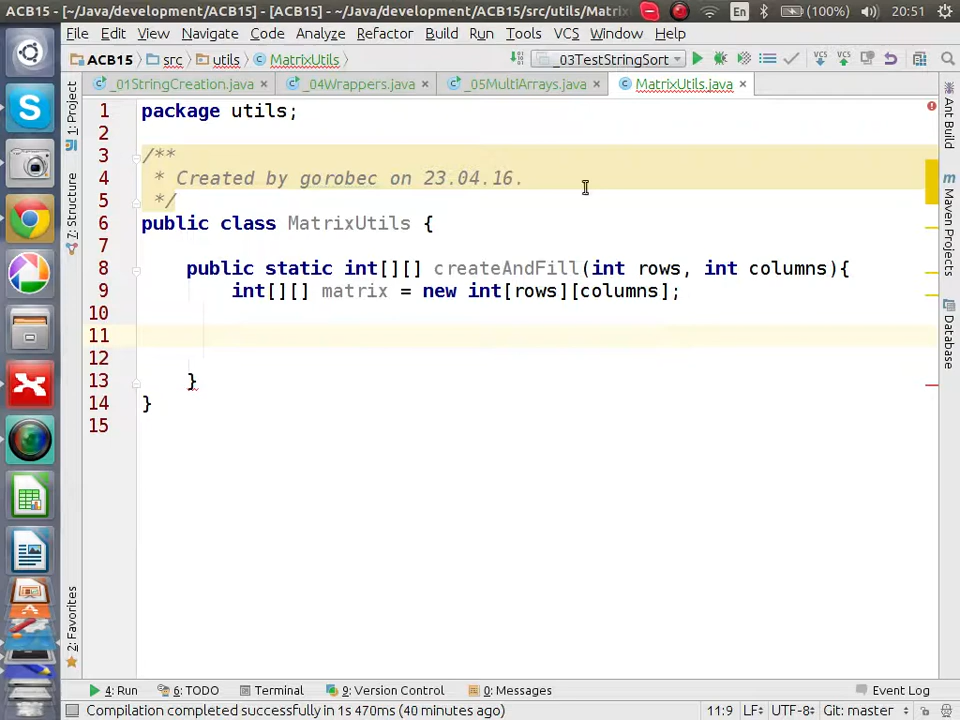 ACB15 - [~/Java/development/ACB15] - [ACB15] - ~/Java/development/ACB15/src/utils/Matrix
En
(100%)
20:51
File Edit View Navigate Code Analyze Refactor Build Run Tools VCS Window Help
ACB15 src utils MatrixUtils
_03TestStringSort
VCS VCS
_01StringCreation.java _04Wrappers.java _05MultiArrays.java MatrixUtils.java
1: Project
7: Structure
2: Favorites
1 package utils;
2
3 /**
4 * Created by gorobec on 23.04.16.
5 */
6 public class MatrixUtils {
7
8 public static int[][] createAndFill(int rows, int columns){
9 int[][] matrix = new int[rows][columns];
10
11
12
13 }
14 }
15
Ant Build
Maven Projects
Database
4: Run 6: TODO Terminal 9: Version Control 0: Messages Event Log
Compilation completed successfully in 1s 470ms (40 minutes ago) 11:9 LF UTF-8 Git: master